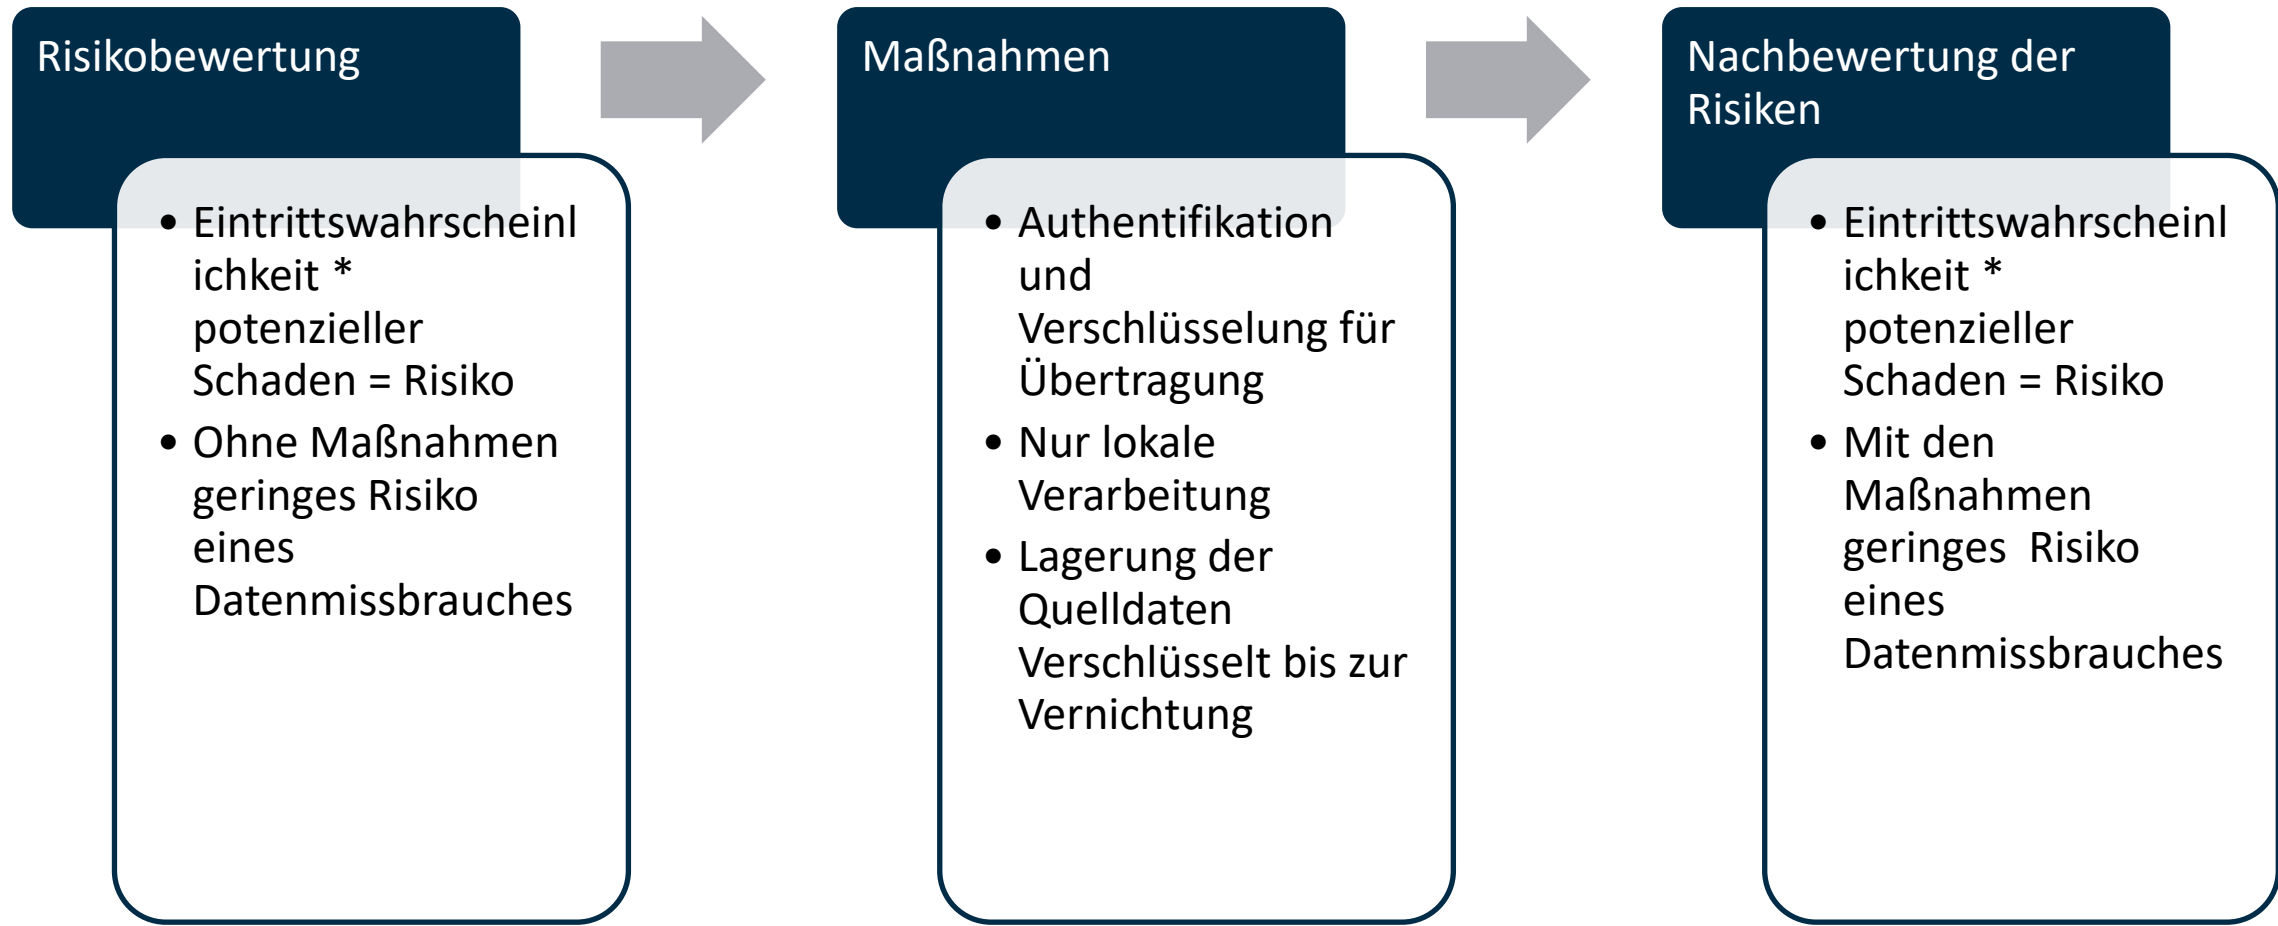 Risikobewertung
• Eintrittswahrscheinl
ichkeit *
potenzieller
Schaden = Risiko
• Ohne Maßnahmen
geringes Risiko
eines
Datenmissbrauches
Maßnahmen
• Authentifikation
und
Verschlüsselung für
Übertragung
• Nur lokale
Verarbeitung
• Lagerung der
Quelldaten
Verschlüsselt bis zur
Vernichtung
Nachbewertung der
Risiken
• Eintrittswahrscheinl
ichkeit *
potenzieller
Schaden = Risiko
• Mit den
Maßnahmen
geringes  Risiko
eines
Datenmissbrauches